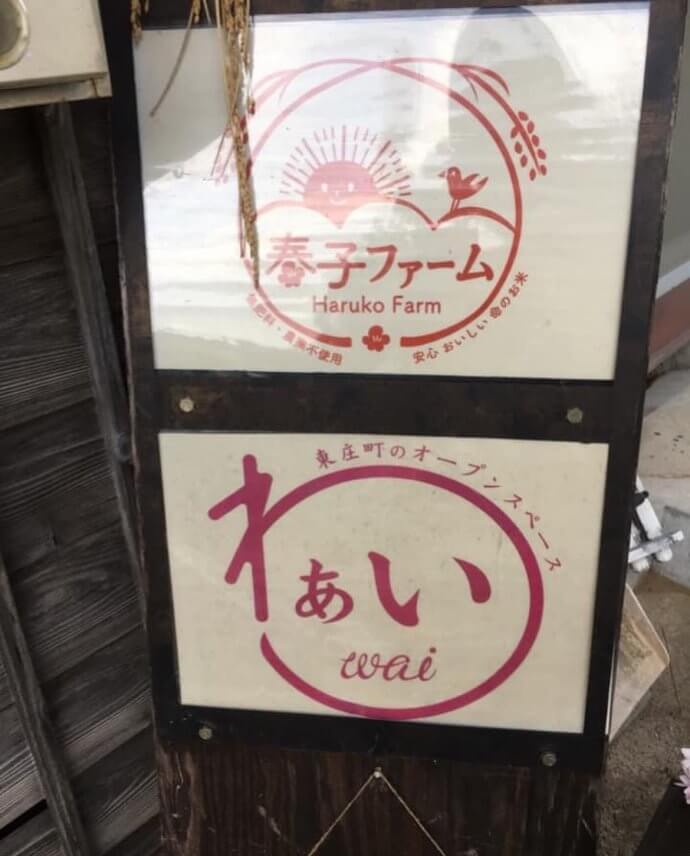 春子ファーム
Haruko Farm
肥料・農薬不使用
安心 おいしい 命のお米
東庄町のオープンスペース
わぁい
wai